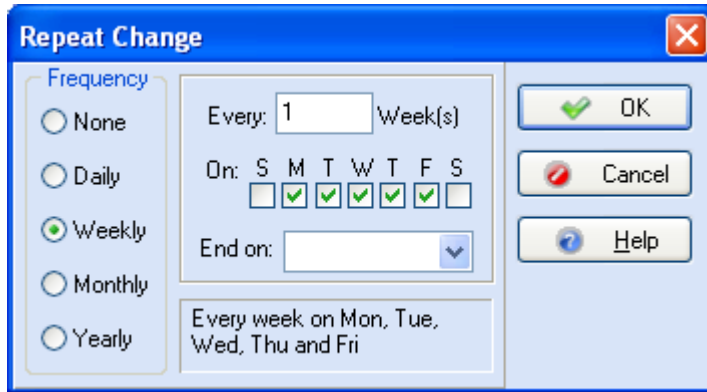 Repeat Change
Frequency
None
Daily
Weekly
Monthly
Yearly
Every: 1 Week(s)
On: S M T W T F S
End on:
Every week on Mon, Tue,
Wed, Thu and Fri
OK
Cancel
Help